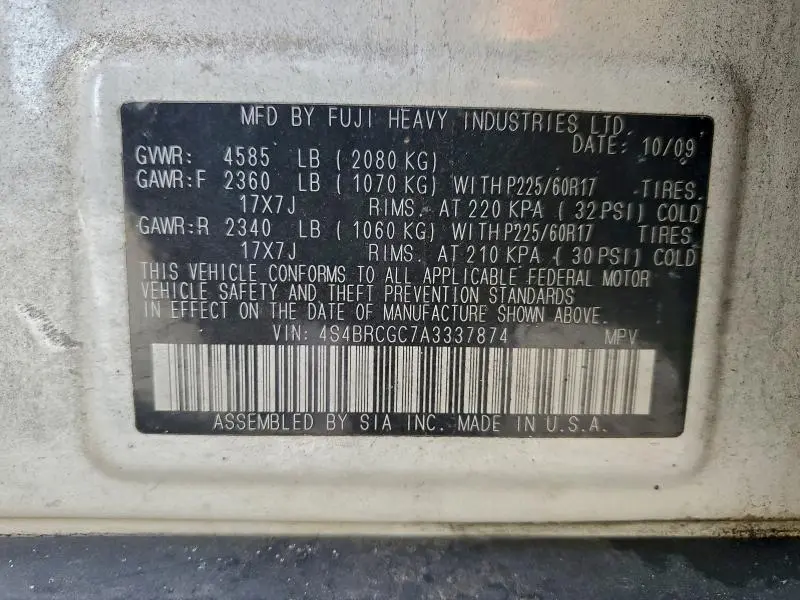 MFD BY FUJI HEAVY INDUSTRIES LTD.
DATE: 10/09
GVWR: 4585 LB ( 2080 KG)
GAWR:F 2360 LB ( 1070 KG) WITH P225/60R17 TIRES.
17X7J RIMS. AT 220 KPA ( 32 PSI) COLD
GAWR:R 2340 LB ( 1060 KG) WITH P225/60R17 TIRES.
17X7J RIMS. AT 210 KPA ( 30 PSI) COLD
THIS VEHICLE CONFORMS TO ALL APPLICABLE FEDERAL MOTOR
VEHICLE SAFETY AND THEFT PREVENTION STANDARDS
IN EFFECT ON THE DATE OF MANUFACTURE SHOWN ABOVE.
VIN: 4S4BRCGC7A3337874 MPV
ASSEMBLED BY SIA INC. MADE IN U.S.A.